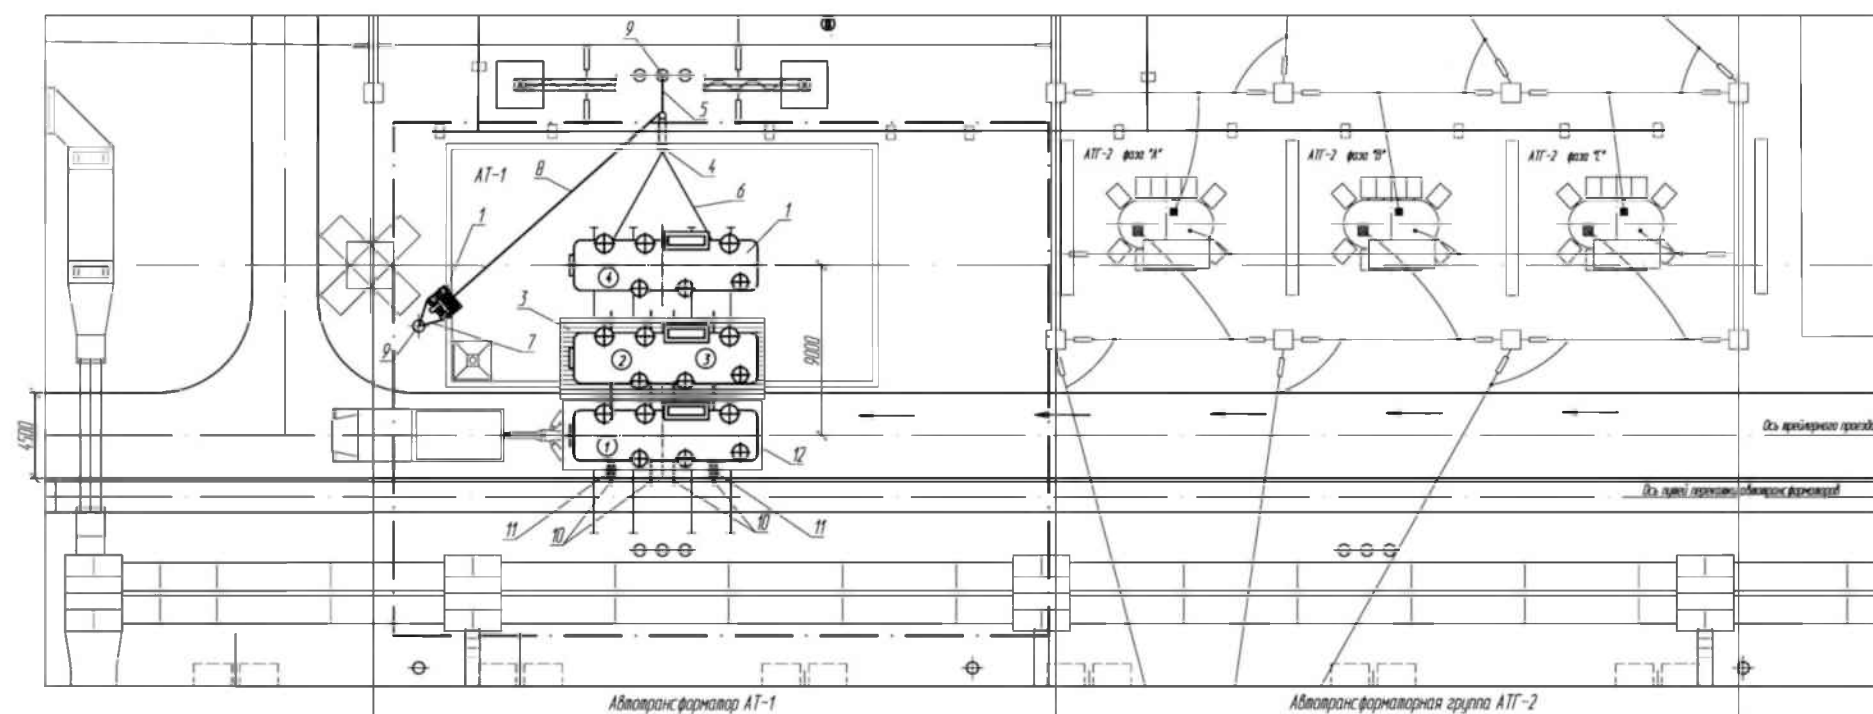 9
5
АТ-1
8
4
АТГ-2 фаза "А"
АТГ-2 фаза "В"
АТГ-2 фаза "С"
6
1
1
4
3
9
7
2
3
9000
4500
1
12
Ось трейлерного проезда
Ось путей перекатки автотрансформаторов
11
10
10
11
Автотрансформатор АТ-1
Автотрансформаторная группа АТГ-2